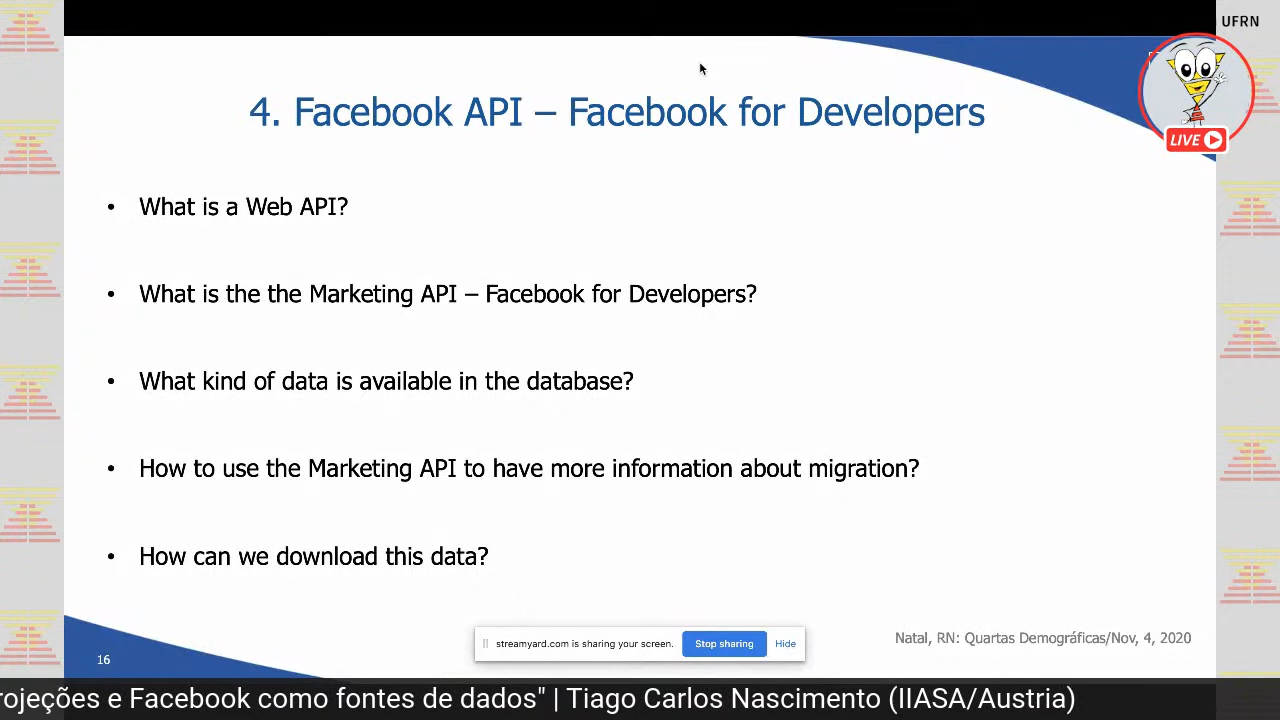 UFRN
LIVE
4. Facebook API – Facebook for Developers
• What is a Web API?
• What is the the Marketing API – Facebook for Developers?
• What kind of data is available in the database?
• How to use the Marketing API to have more information about migration?
• How can we download this data?
streamyard.com is sharing your screen. Stop sharing Hide
Natal, RN: Quartas Demográficas/Nov, 4, 2020
16
rojeções e Facebook como fontes de dados" | Tiago Carlos Nascimento (IIASA/Austria)